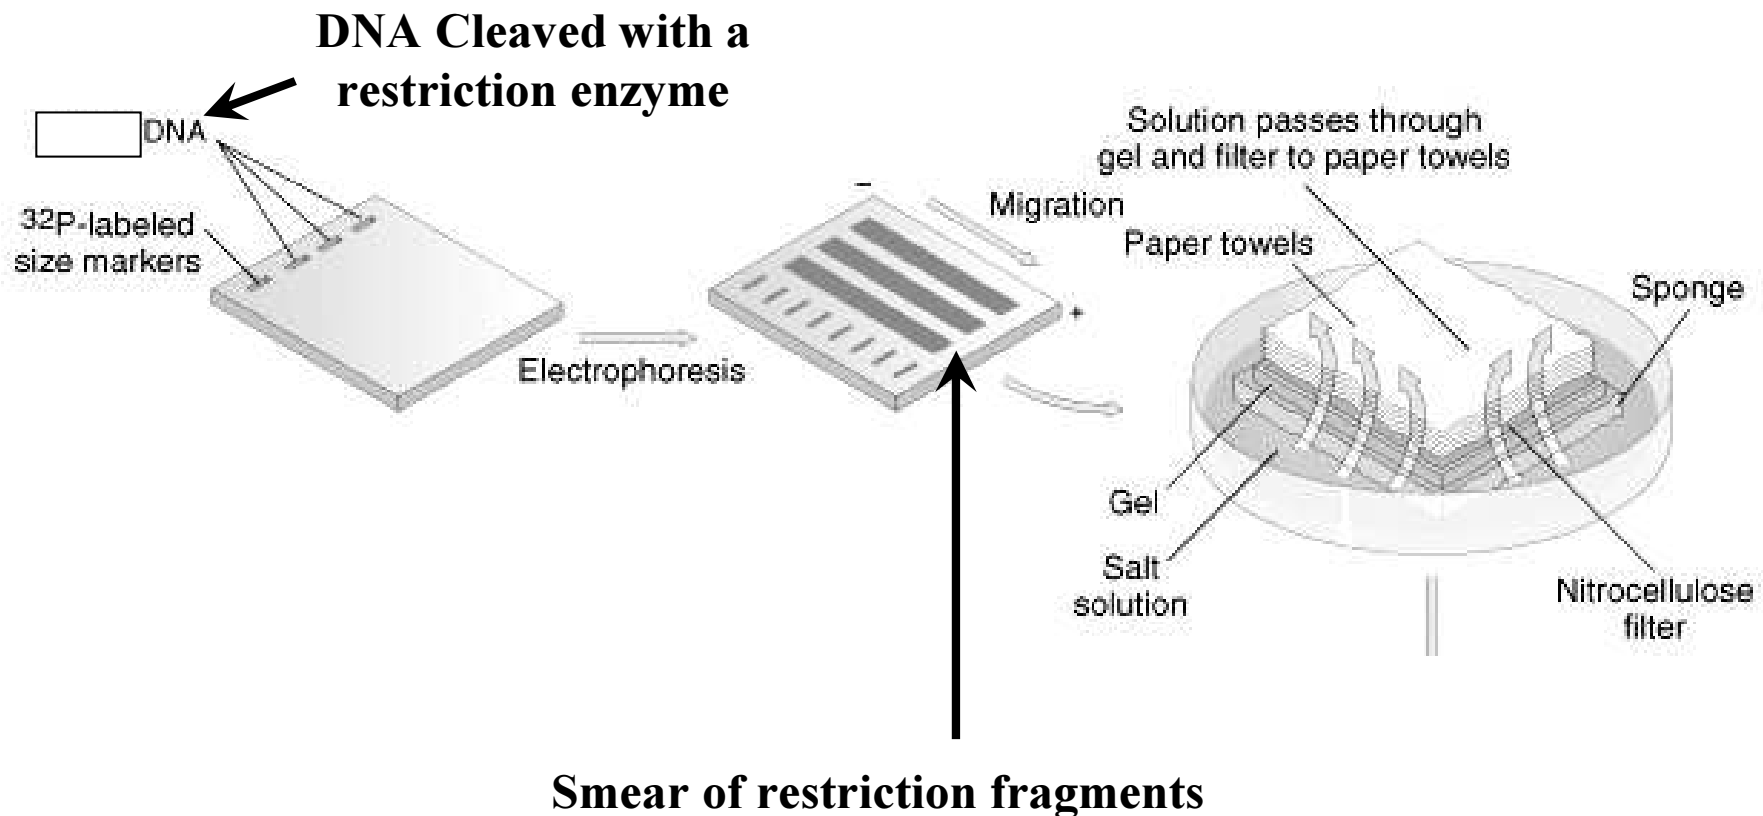 DNA Cleaved with a
restriction enzyme
DNA
32P-labeled
size markers
Electrophoresis
-
Migration
+
Solution passes through
gel and filter to paper towels
Paper towels
Sponge
Gel
Salt
solution
Nitrocellulose
filter
Smear of restriction fragments